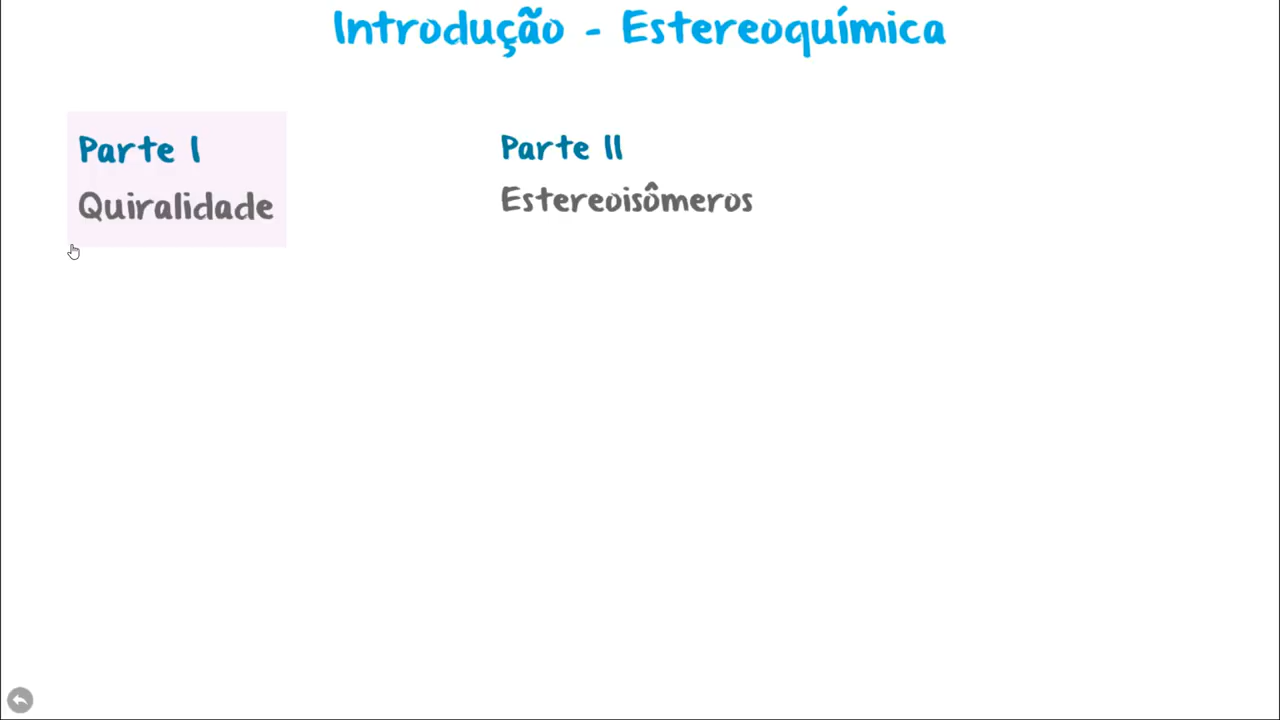 Introdução - Estereoquímica
Parte I
Quiralidade
Parte II
Estereoisômeros